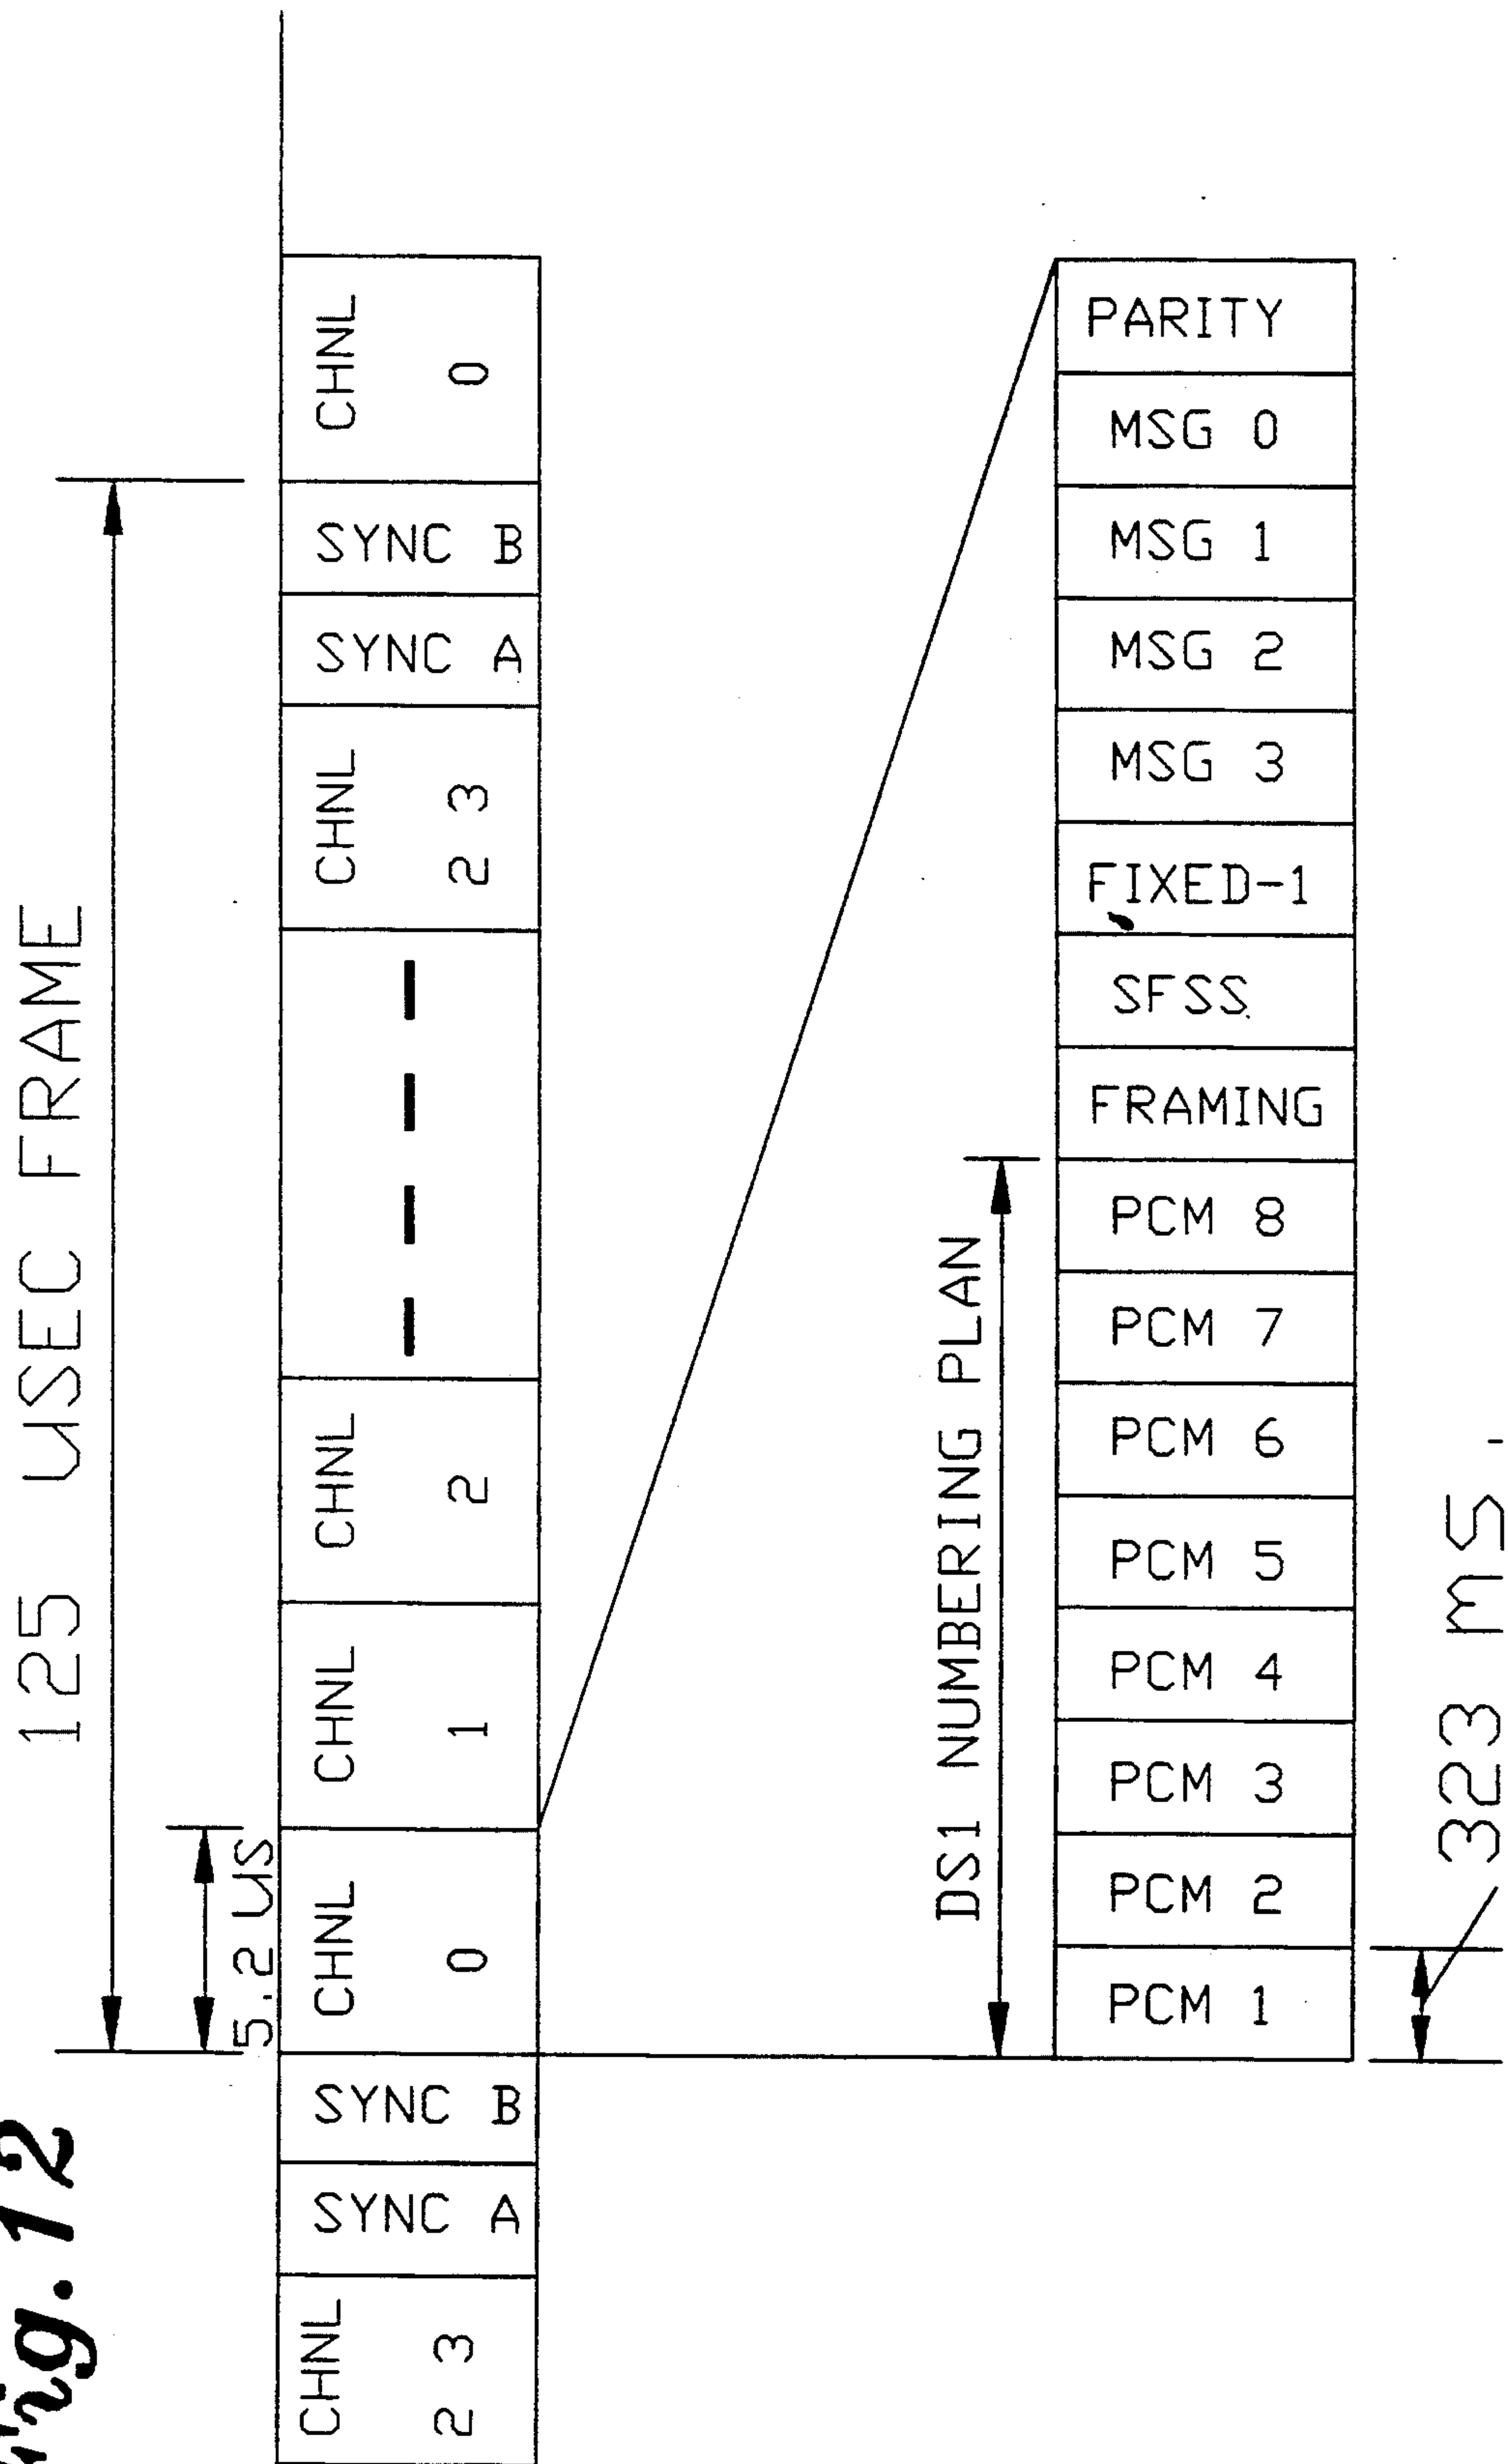 Fig. 12
125 USEC FRAME
5.2 US
CHNL 23
SYNC A
SYNC B
CHNL 0
CHNL 1
CHNL 2
CHNL 23
SYNC A
SYNC B
CHNL 0
DS1 NUMBERING PLAN
PCM 1
PCM 2
PCM 3
PCM 4
PCM 5
PCM 6
PCM 7
PCM 8
FRAMING
SFSS
FIXED-1
MSG 3
MSG 2
MSG 1
MSG 0
PARITY
323 MS.